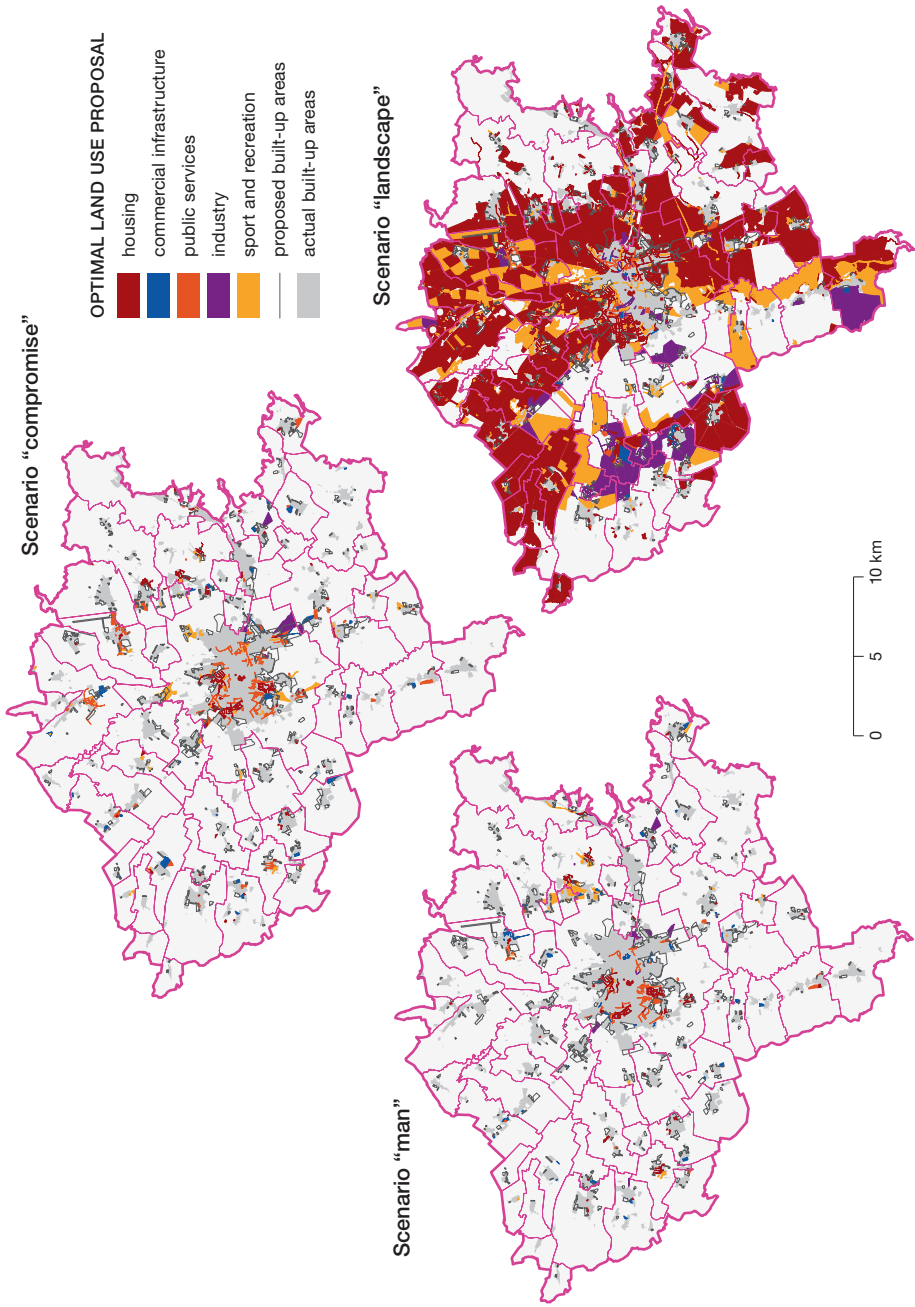 Scenario “compromise”
OPTIMAL LAND USE PROPOSAL
housing
commercial infrastructure
public services
industry
sport and recreation
proposed built-up areas
actual built-up areas
Scenario “man”
Scenario “landscape”
0 5 10 km